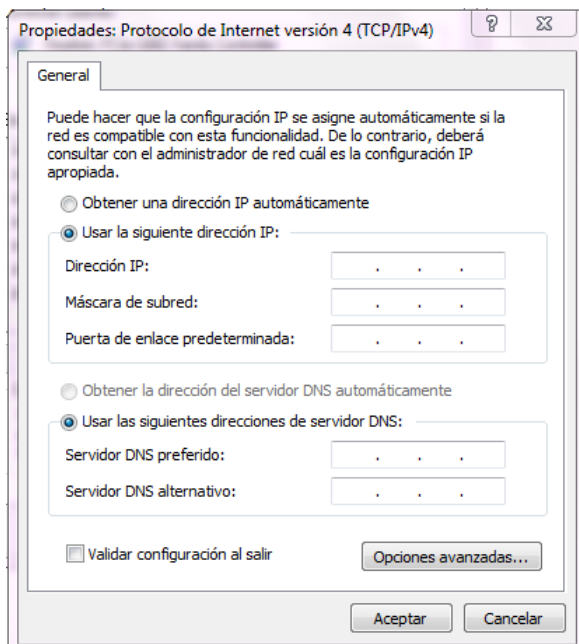 Propiedades: Protocolo de Internet versión 4 (TCP/IPv4)
General
Puede hacer que la configuración IP se asigne automáticamente si la
red es compatible con esta funcionalidad. De lo contrario, deberá
consultar con el administrador de red cuál es la configuración IP
apropiada.
Obtener una dirección IP automáticamente
Usar la siguiente dirección IP:
Dirección IP: . . .
Máscara de subred: . . .
Puerta de enlace predeterminada: . . .
Obtener la dirección del servidor DNS automáticamente
Usar las siguientes direcciones de servidor DNS:
Servidor DNS preferido: . . .
Servidor DNS alternativo: . . .
Validar configuración al salir
Opciones avanzadas...
Aceptar
Cancelar